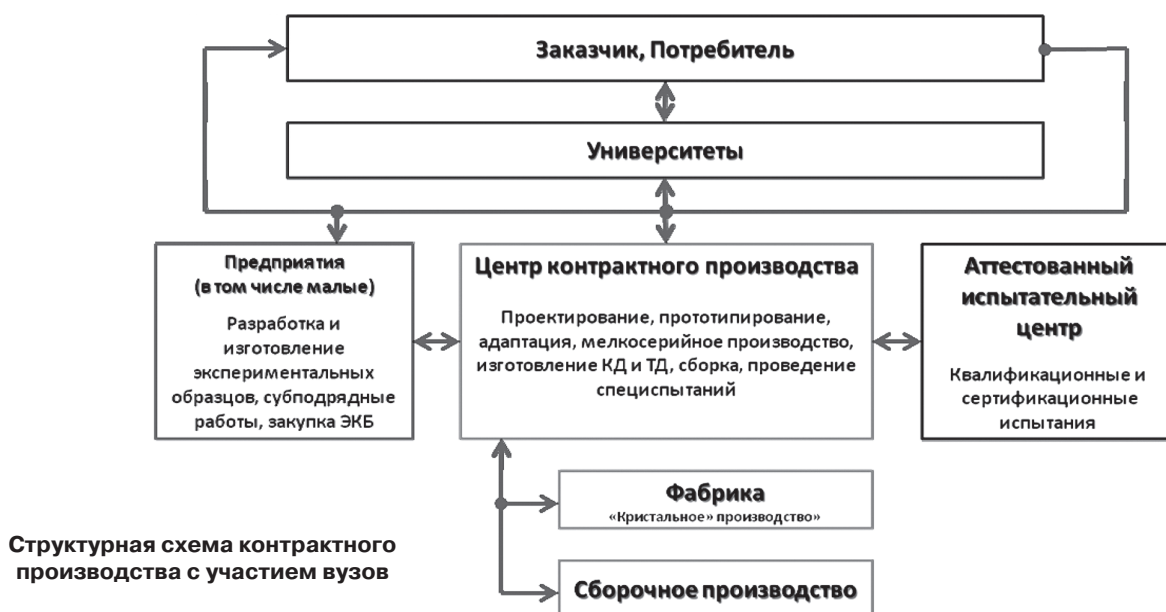 Заказчик, Потребитель
Университеты
Предприятия
(в том числе малые)
Разработка и
изготовление
экспериментальных
образцов, субподрядные
работы, закупка ЭКБ
Центр контрактного производства
Проектирование, прототипирование,
адаптация, мелкосерийное производство,
изготовление КД и ТД, сборка, проведение
специспытаний
Аттестованный
испытательный
центр
Квалификационные и
сертификационные
испытания
Фабрика
«Кристальное» производство»
Сборочное производство
Структурная схема контрактного
производства с участием вузов